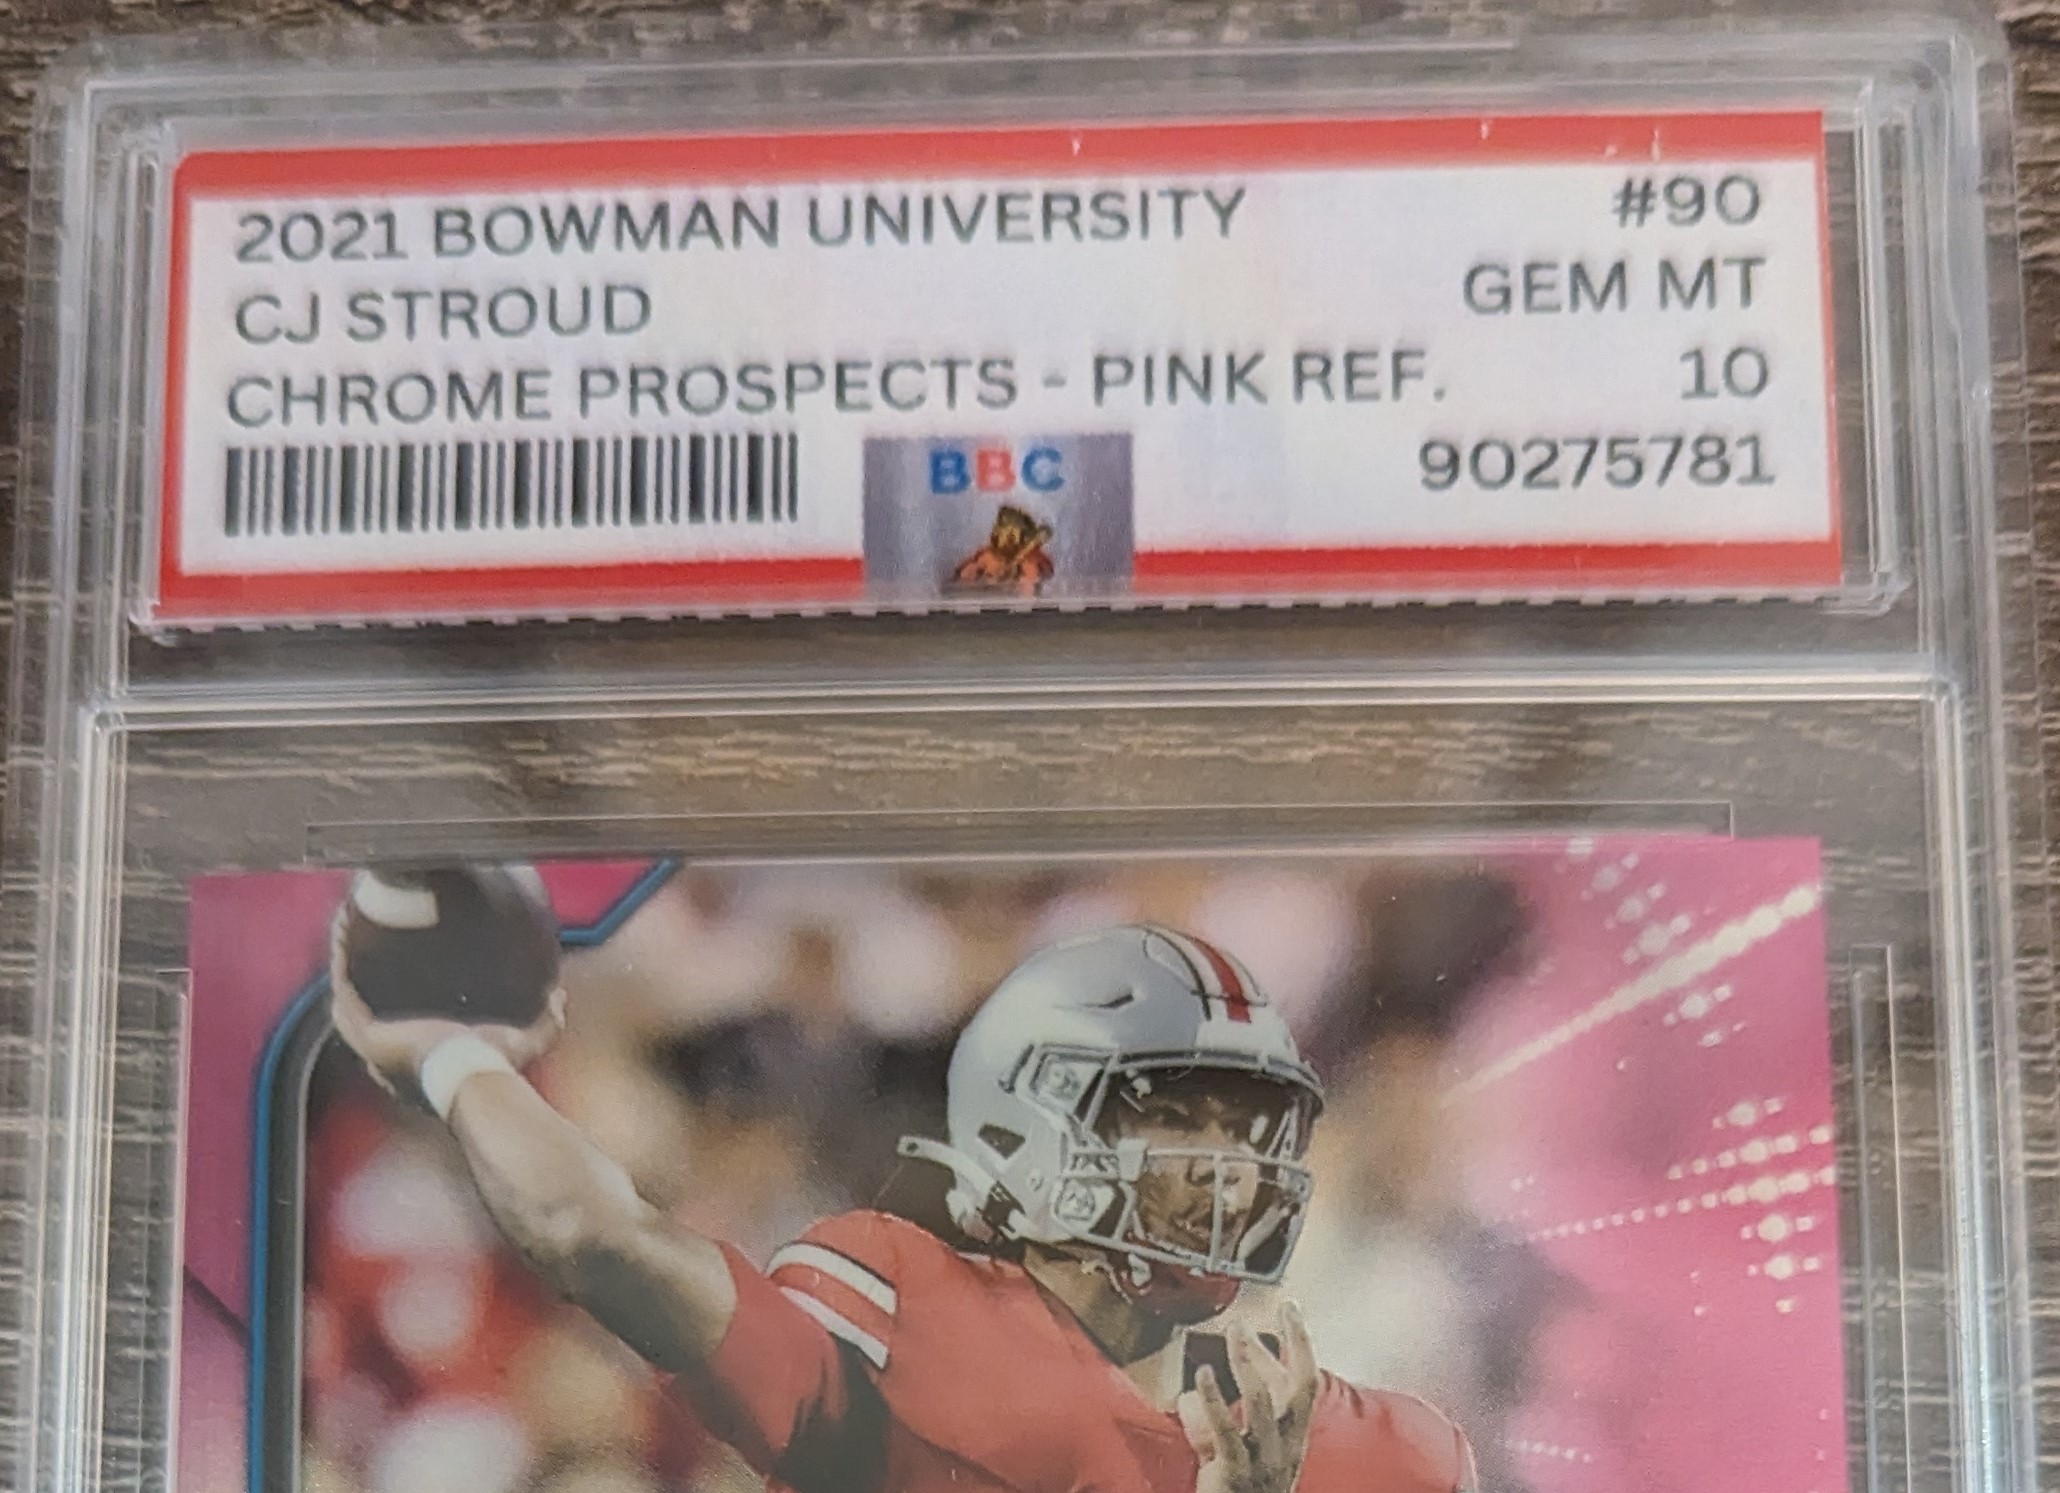 2021 BOWMAN UNIVERSITY #90
CJ STROUD GEM MT
CHROME PROSPECTS - PINK REF. 10
BBC 90275781